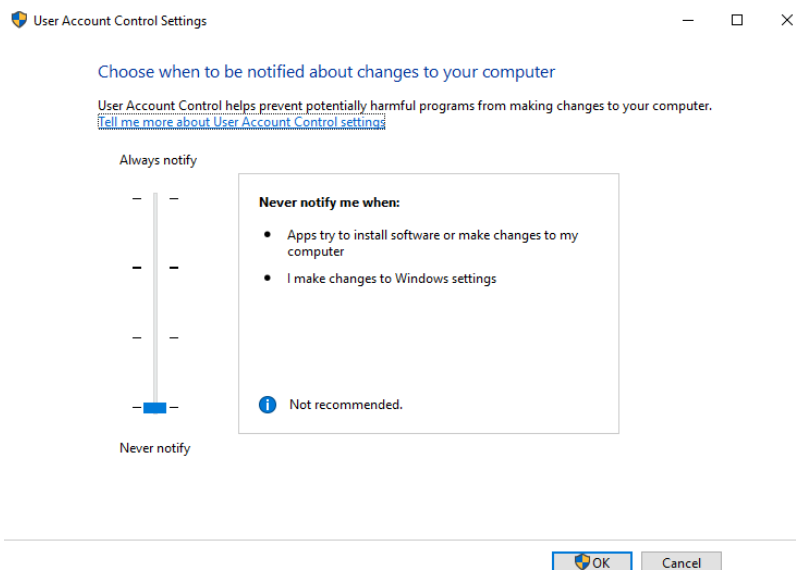 User Account Control Settings
Choose when to be notified about changes to your computer
User Account Control helps prevent potentially harmful programs from making changes to your computer.
Tell me more about User Account Control settings
Always notify
Never notify me when:
Apps try to install software or make changes to my
computer
I make changes to Windows settings
Not recommended.
Never notify
OK
Cancel